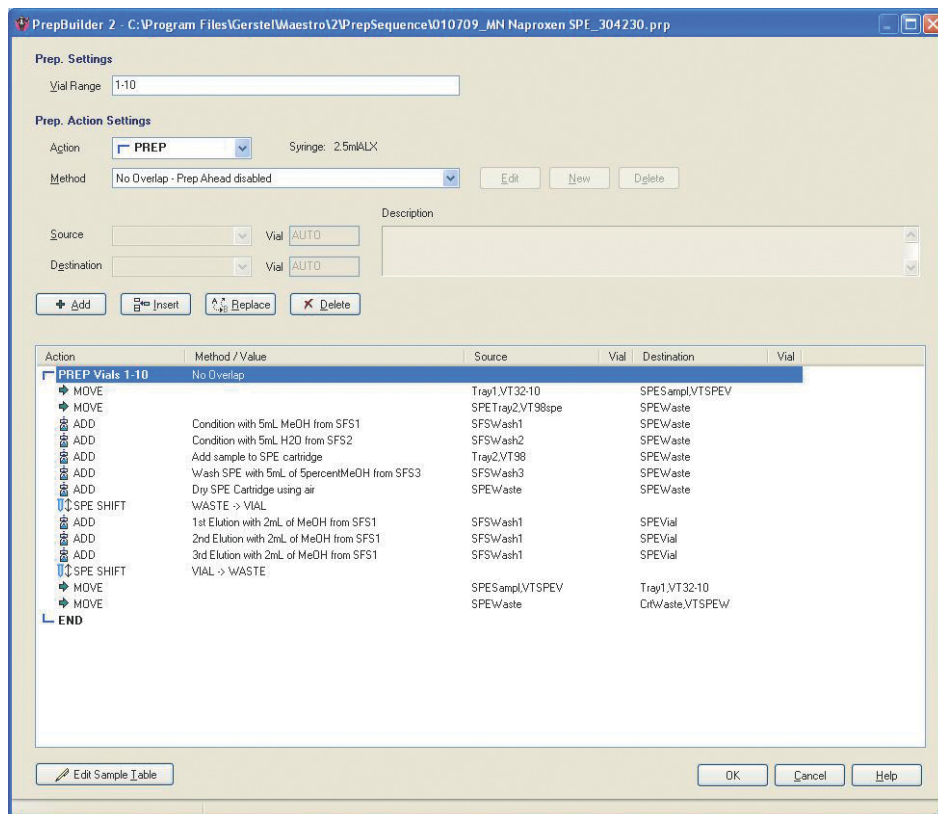 PrepBuilder 2 - C:\Program Files\Gerstel\Maestro\2\PrepSequence\010709_MN Naproxen SPE_304230.prp
Prep. Settings
Vial Range 1-10
Prep. Action Settings
Action PREP Syringe: 2.5mlALX
Method No Overlap - Prep Ahead disabled Edit New Delete
Description
Source Vial AUTO
Destination Vial AUTO
Add Insert Replace Delete
Action Method / Value Source Vial Destination Vial
PREP Vials 1-10 No Overlap
MOVE Tray1,VT32-10 SPESampl,VTSPEV
MOVE SPETray2,VT98spe SPEWaste
ADD Condition with 5mL MeOH from SFS1 SFSWash1 SPEWaste
ADD Condition with 5mL H2O from SFS2 SFSWash2 SPEWaste
ADD Add sample to SPE cartridge Tray2,VT98 SPEWaste
ADD Wash SPE with 5mL of 5percentMeOH from SFS3 SFSWash3 SPEWaste
ADD Dry SPE Cartridge using air SPEWaste SPEWaste
SPE SHIFT WASTE -> VIAL
ADD 1st Elution with 2mL of MeOH from SFS1 SFSWash1 SPEVial
ADD 2nd Elution with 2mL of MeOH from SFS1 SFSWash1 SPEVial
ADD 3rd Elution with 2mL of MeOH from SFS1 SFSWash1 SPEVial
SPE SHIFT VIAL -> WASTE
MOVE SPESampl,VTSPEV Tray1,VT32-10
MOVE SPEWaste CrtWaste,VTSPEW
END
Edit Sample Table OK Cancel Help